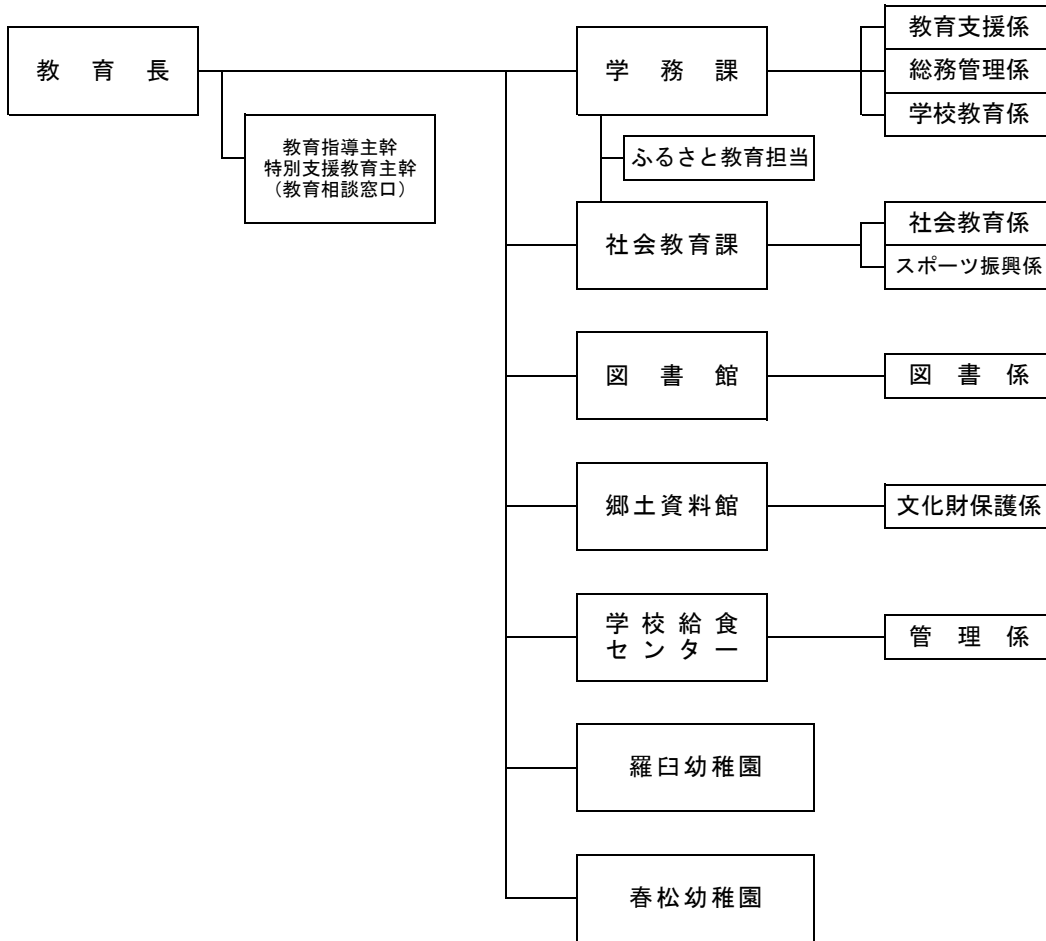 教育長
教育指導主幹
特別支援教育主幹
（教育相談窓口）
学務課
教育支援係
総務管理係
学校教育係
ふるさと教育担当
社会教育課
社会教育係
スポーツ振興係
図書館
図書係
郷土資料館
文化財保護係
学校給食
センター
管理係
羅臼幼稚園
春松幼稚園